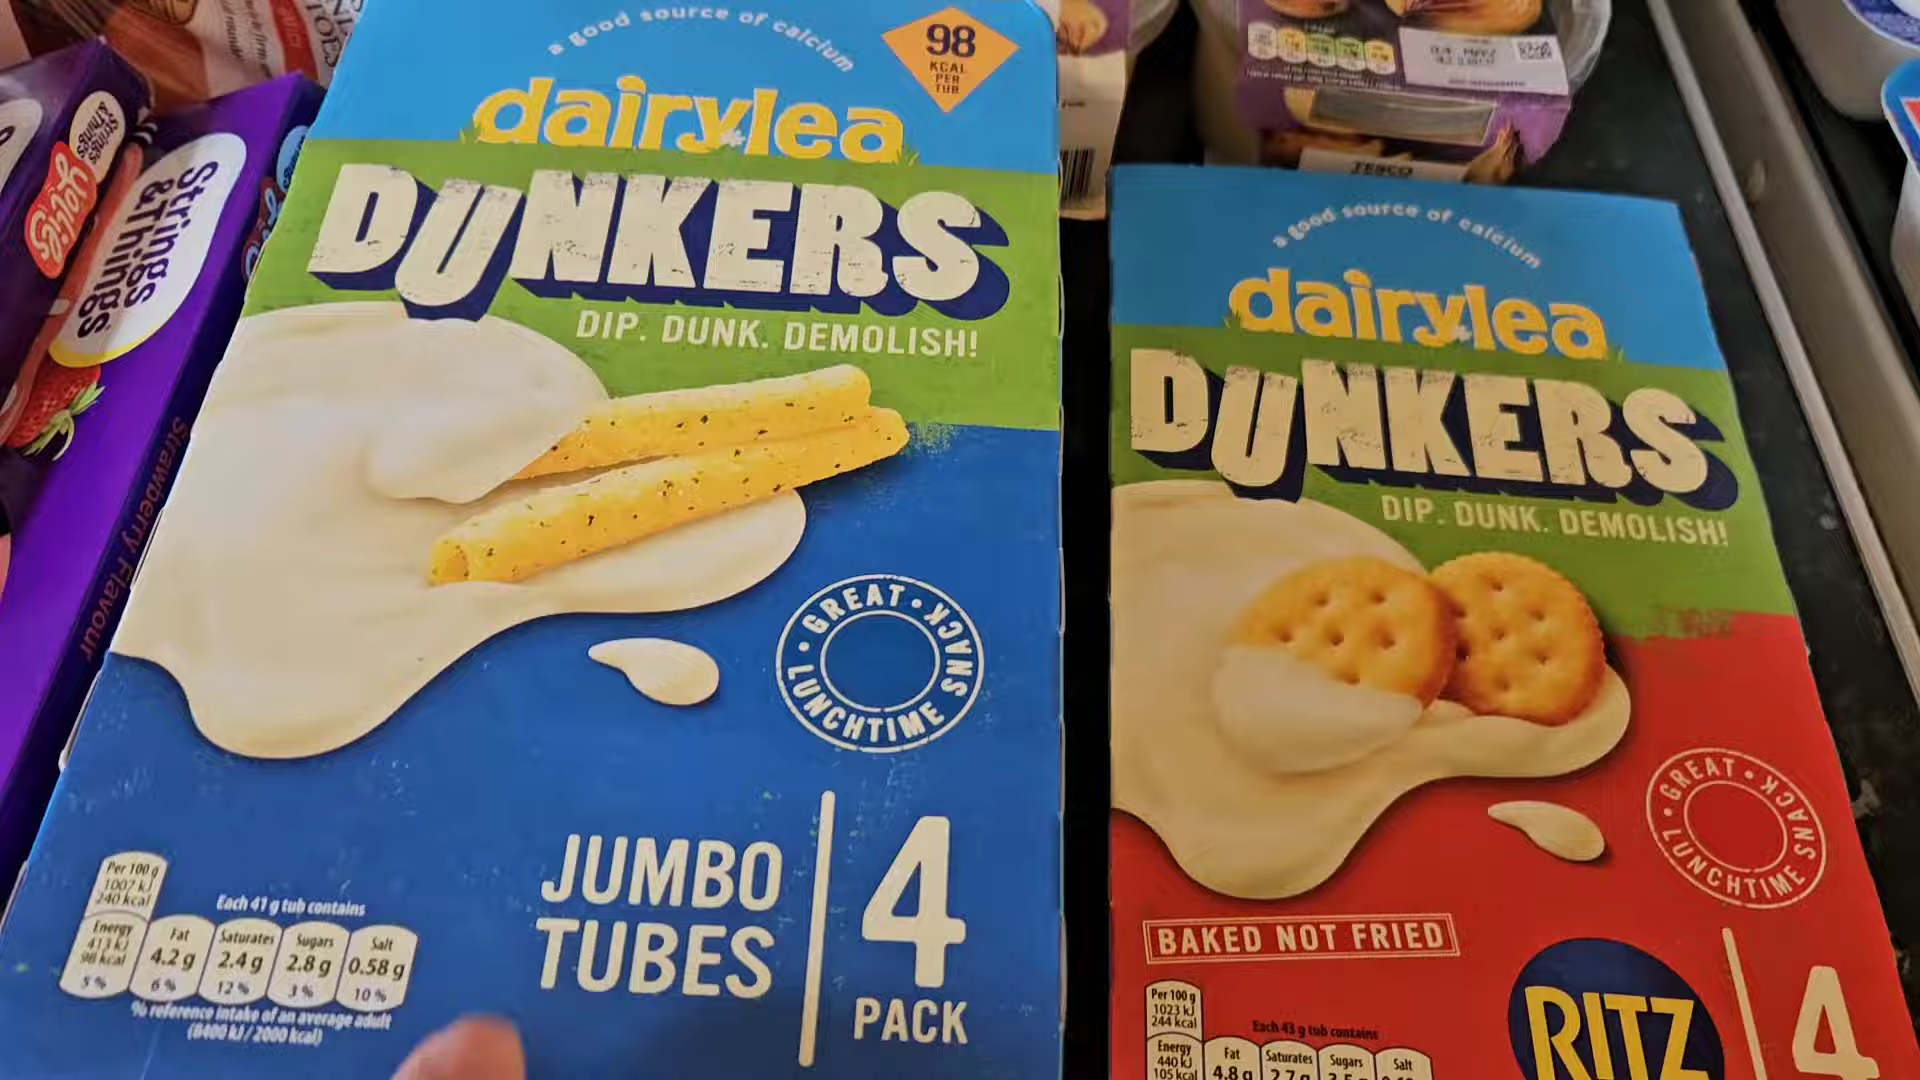 a good source of calcium
98
KCAL
PER
TUB
dairylea
DUNKERS
DIP. DUNK. DEMOLISH!
GREAT • LUNCHTIME SNACK •
JUMBO
TUBES
4
PACK
Per 100 g
1007 kJ
240 kcal
Each 41 g tub contains
Energy
413 kJ
98 kcal
5%
Fat
4.2 g
6%
Saturates
2.4 g
12%
Sugars
2.8 g
3%
Salt
0.58 g
10%
% reference intake of an average adult
(8400 kJ / 2000 kcal)
a good source of calcium
dairylea
DUNKERS
DIP. DUNK. DEMOLISH!
GREAT • LUNCHTIME SNACK •
BAKED NOT FRIED
RITZ
4
Per 100 g
1023 kJ
244 kcal
Each 43 g tub contains
Energy
440 kJ
105 kcal
Fat
4.8 g
Saturates
2.7 g
Sugars
Salt
Strings
& Things
Yollies
Strings
& Things
Strawberry Flavour
TESCO